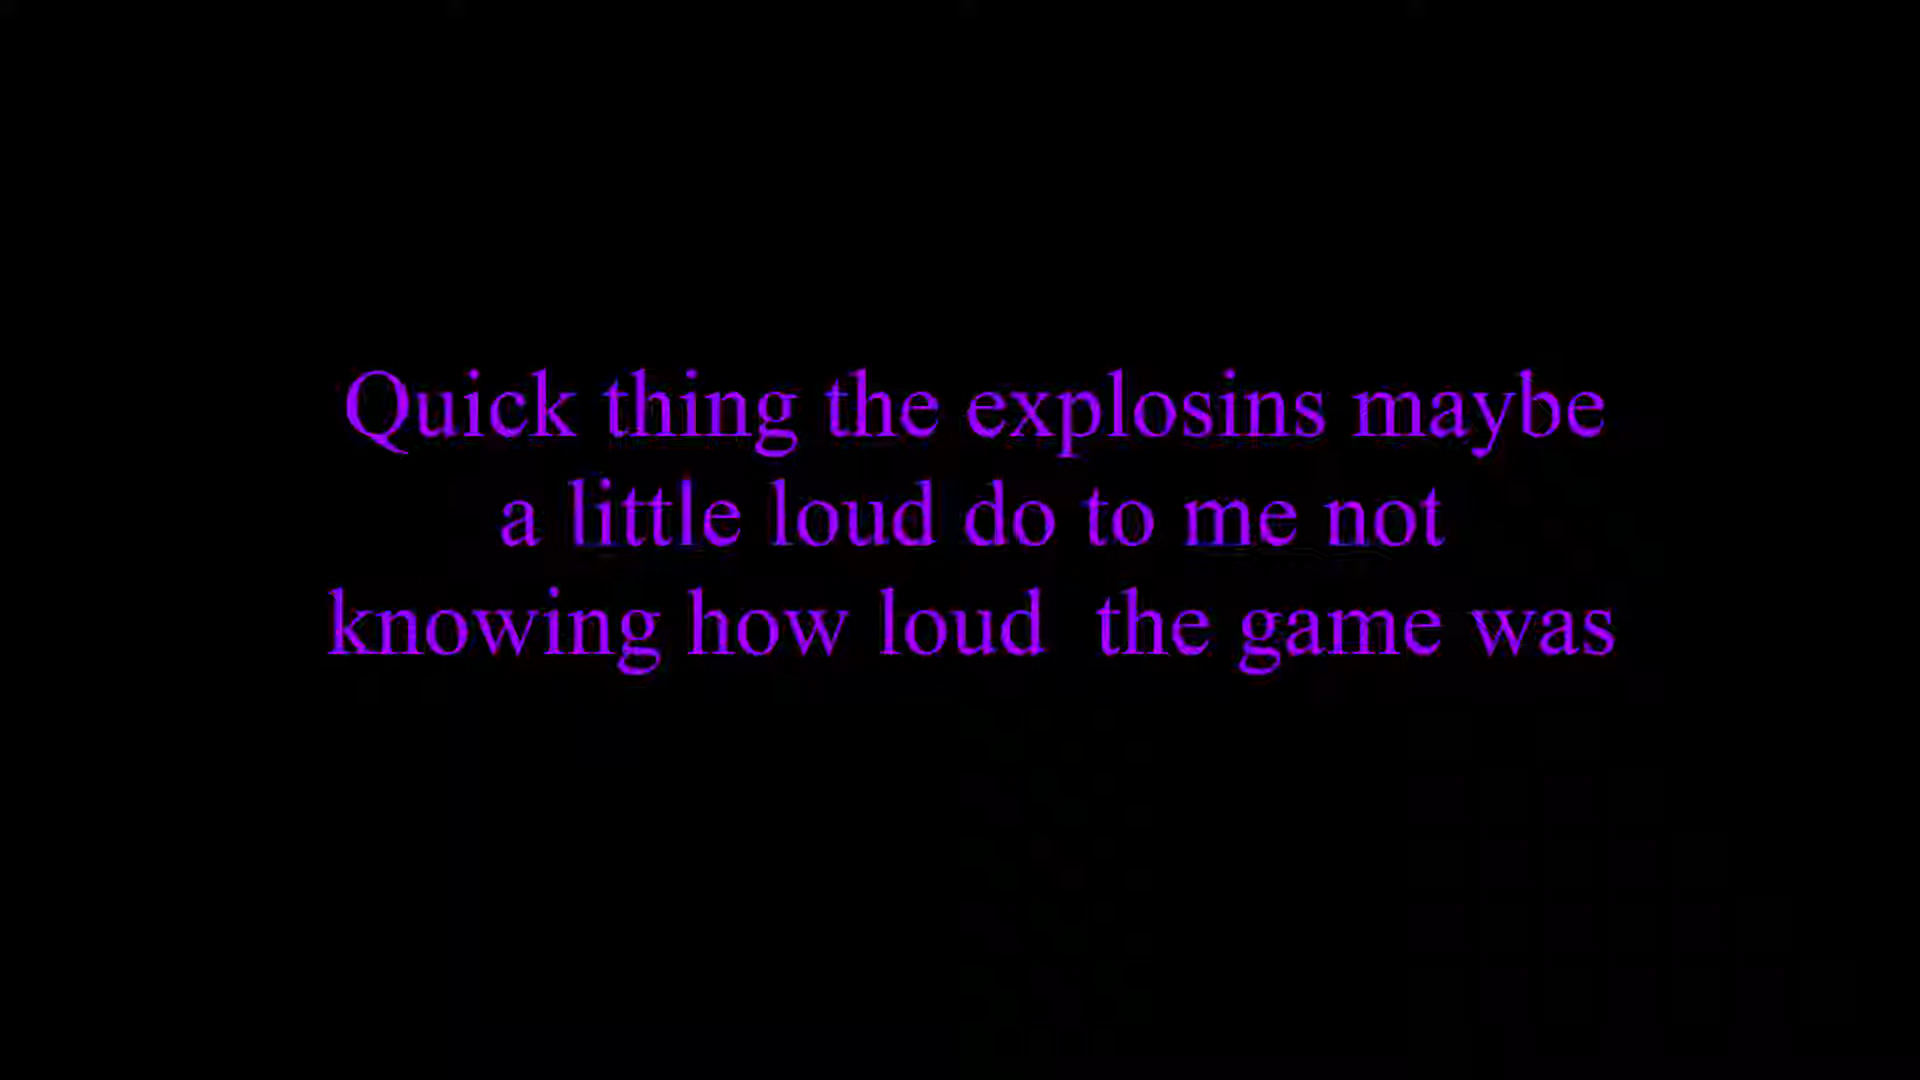 Quick thing the explosins maybe
a little loud do to me not
knowing how loud  the game was